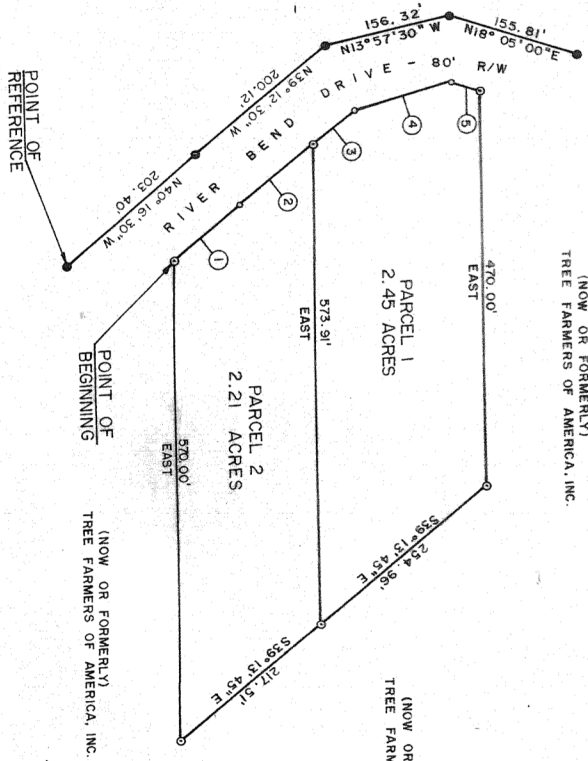 156.32'
N13°57'30"W
155.81'
N18°05'00"E
200.12'
N39°12'30"W
203.40'
N40°16'30"W
RIVER BEND DRIVE - 80' R/W
POINT OF
REFERENCE
POINT OF
BEGINNING
1
2
3
4
5
470.00'
EAST
(NOW OR FORMERLY)
TREE FARMERS OF AMERICA, INC.
PARCEL 1
2.45 ACRES
573.91'
EAST
254.96'
S39°13'45"E
PARCEL 2
2.21 ACRES
217.51'
S39°13'45"E
570.00'
EAST
(NOW OR FORMERLY)
TREE FARMERS OF AMERICA, INC.
(NOW OR
TREE FARM